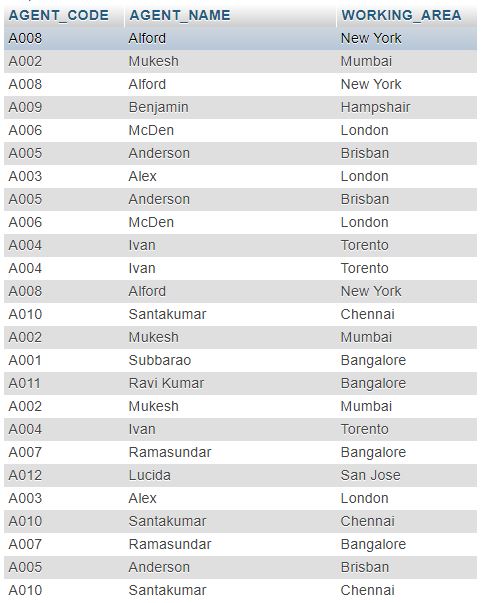 AGENT_CODE AGENT_NAME WORKING_AREA
A008 Alford New York
A002 Mukesh Mumbai
A008 Alford New York
A009 Benjamin Hampshair
A006 McDen London
A005 Anderson Brisban
A003 Alex London
A005 Anderson Brisban
A006 McDen London
A004 Ivan Torento
A004 Ivan Torento
A008 Alford New York
A010 Santakumar Chennai
A002 Mukesh Mumbai
A001 Subbarao Bangalore
A011 Ravi Kumar Bangalore
A002 Mukesh Mumbai
A004 Ivan Torento
A007 Ramasundar Bangalore
A012 Lucida San Jose
A003 Alex London
A010 Santakumar Chennai
A007 Ramasundar Bangalore
A005 Anderson Brisban
A010 Santakumar Chennai